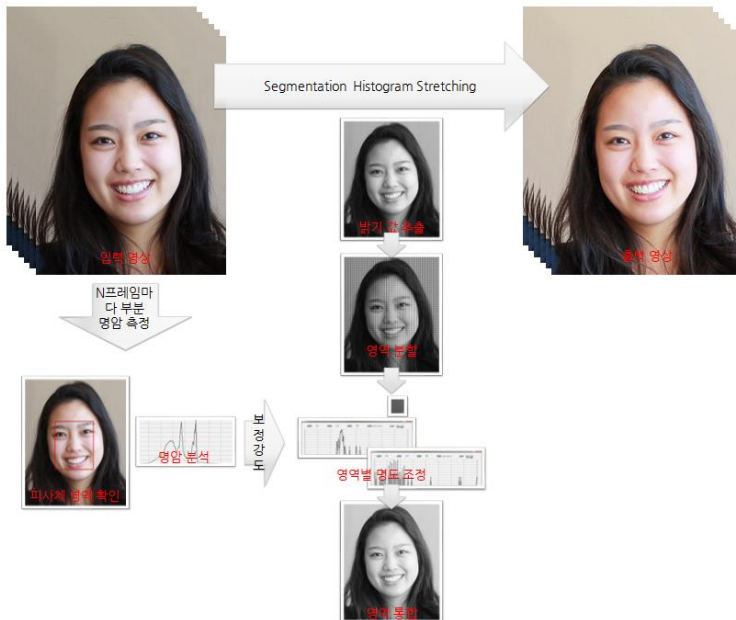 Segmentation Histogram Stretching
입력 영상
밝기 값 추출
출력 영상
N프레임마
다 부분
명암 측정
영역 분할
피사체 영역 확인
명암 분석
보
정
강
도
영역별 명도 조정
영역 통합